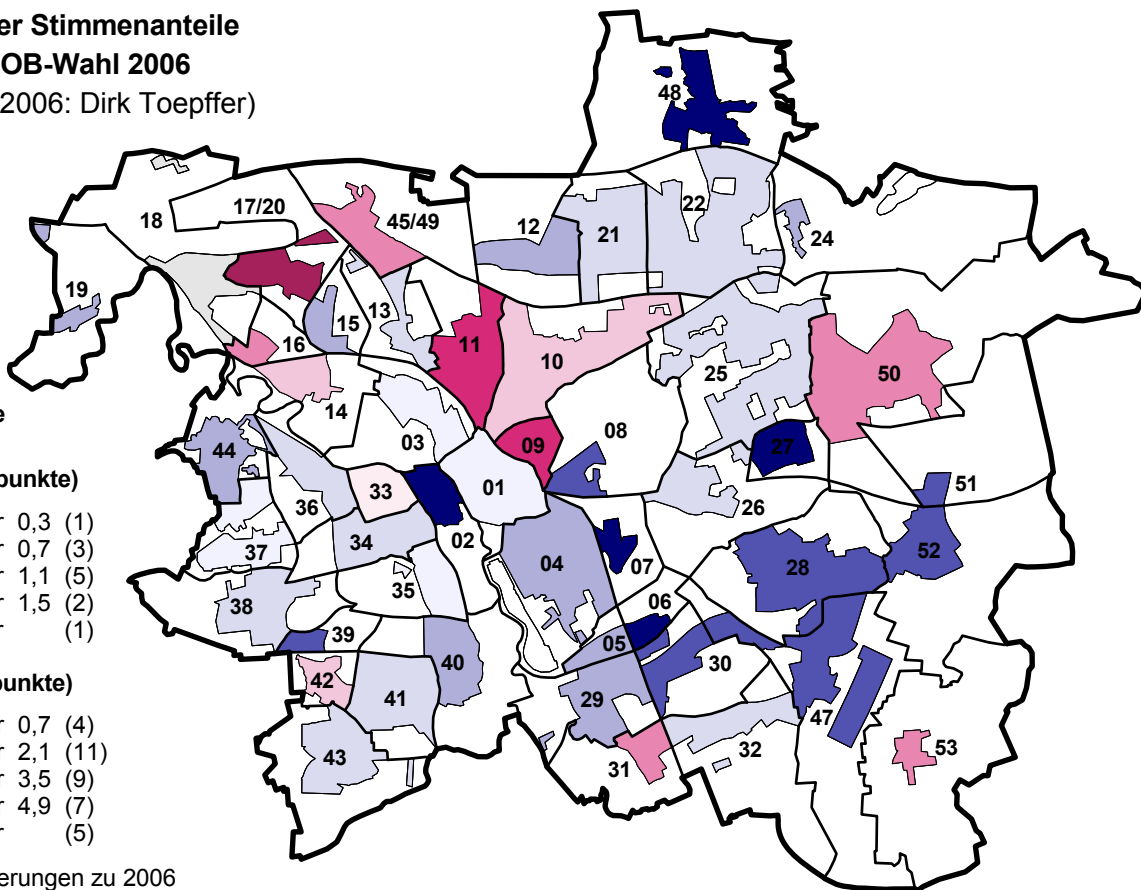 er Stimmenanteile
OB-Wahl 2006
2006: Dirk Toepffer)
48
22
12
21
24
18
17/20
45/49
19
15
13
16
11
10
25
50
14
03
08
09
27
44
33
01
51
36
26
02
34
37
04
52
28
07
35
38
06
39
05
30
40
42
41
29
47
43
32
31
53
e
punkte)
r 0,3 (1)
r 0,7 (3)
r 1,1 (5)
r 1,5 (2)
r (1)
punkte)
r 0,7 (4)
r 2,1 (11)
r 3,5 (9)
r 4,9 (7)
r (5)
erungen zu 2006